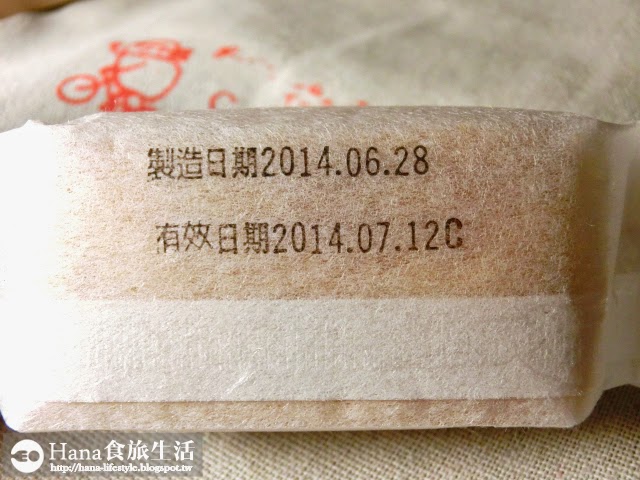 製造日期2014.06.28
有效日期2014.07.12C
Hana食旅生活
http://hana-lifestyle.blogspot.tw